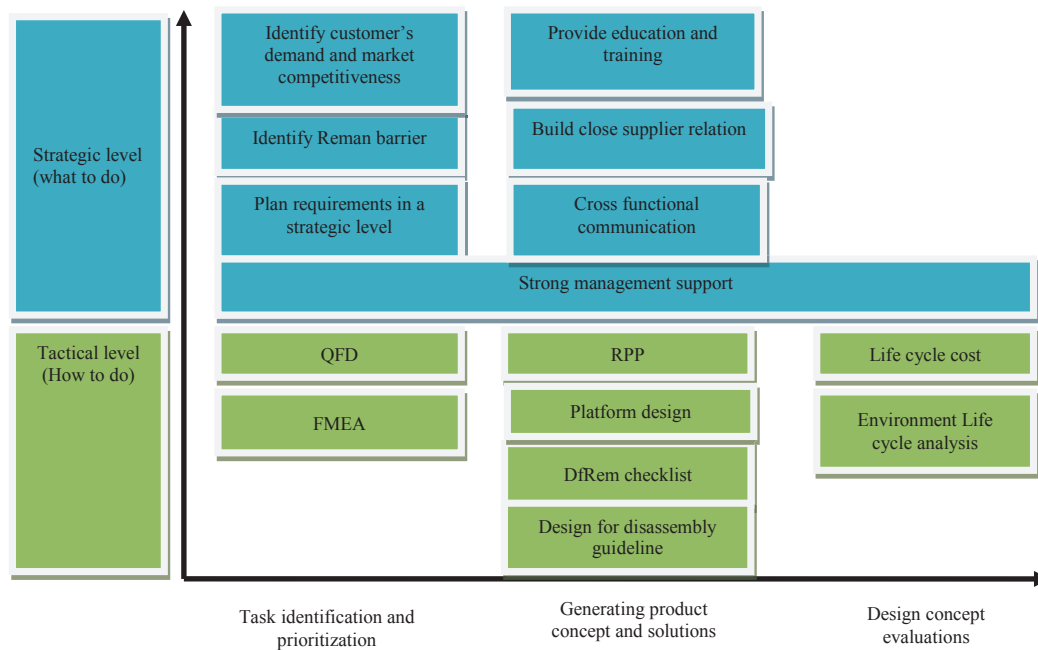 Strategic level
(what to do)
Identify customer's
demand and market
competitiveness
Provide education and
training
Identify Reman barrier
Build close supplier relation
Plan requirements in a
strategic level
Cross functional
communication
Strong management support
Tactical level
(How to do)
QFD
RPP
Life cycle cost
FMEA
Platform design
Environment Life
cycle analysis
DfRem checklist
Design for disassembly
guideline
Task identification and
prioritization
Generating product
concept and solutions
Design concept
evaluations